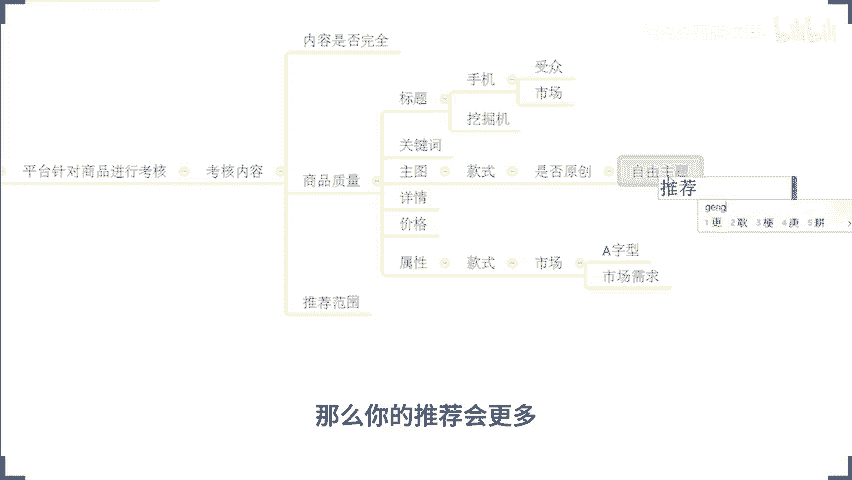 内容是否完全
受众
手机
市场
标题
挖掘机
关键词
平台针对商品进行考核
考核内容
商品质量
主图
款式
是否原创
自由主题
推荐
geng
1更 2耿 3梗 4庚 5耕
详情
价格
属性
款式
市场
A字型
市场需求
推荐范围
那么你的推荐会更多